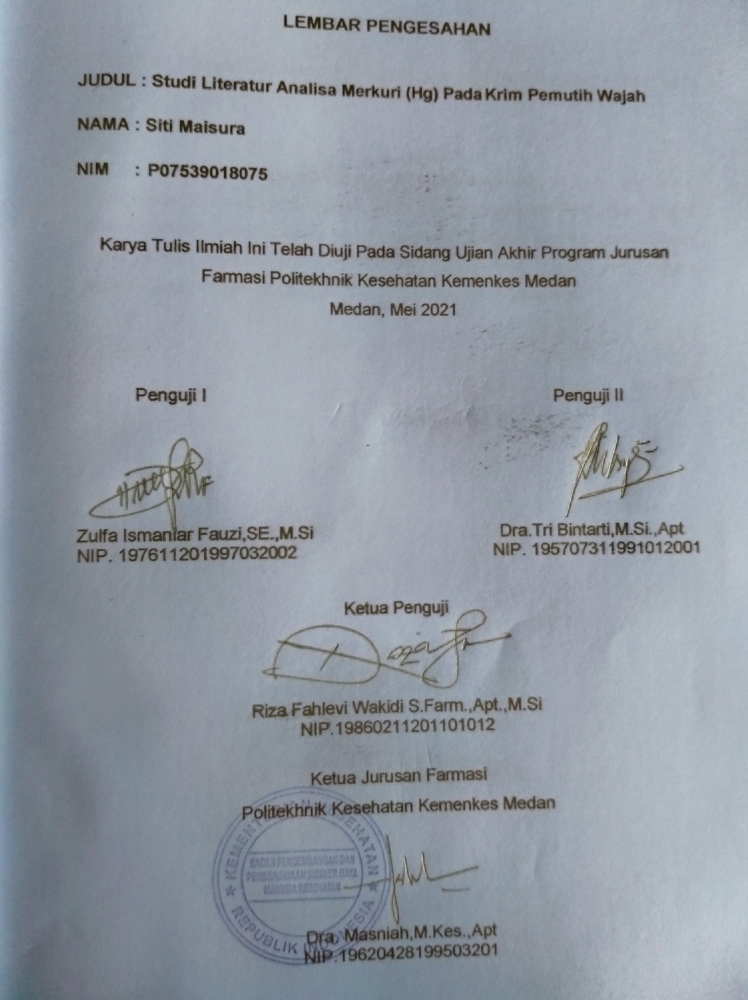 LEMBAR PENGESAHAN
JUDUL : Studi Literatur Analisa Merkuri (Hg) Pada Krim Pemutih Wajah
NAMA : Siti Maisura
NIM : P07539018075
Karya Tulis Ilmiah Ini Telah Diuji Pada Sidang Ujian Akhir Program Jurusan
Farmasi Politekhnik Kesehatan Kemenkes Medan
Medan, Mei 2021
Penguji I
Penguji II
Zulfa Ismaniar Fauzi,SE.,M.Si
NIP. 197611201997032002
Dra.Tri Bintarti,M.Si.,Apt
NIP. 195707311991012001
Ketua Penguji
Riza Fahlevi Wakidi S.Farm.,Apt.,M.Si
NIP.19860211201101012
Ketua Jurusan Farmasi
Politekhnik Kesehatan Kemenkes Medan
KEMENTERIAN KESEHATAN
BADAN PENGEMBANGAN DAN
PEMBERDAYAAN SUMBER DAYA
MANUSIA KESEHATAN
REPUBLIK INDONESIA
Dra. Masniah,M.Kes.,Apt
NIP.19620428199503201